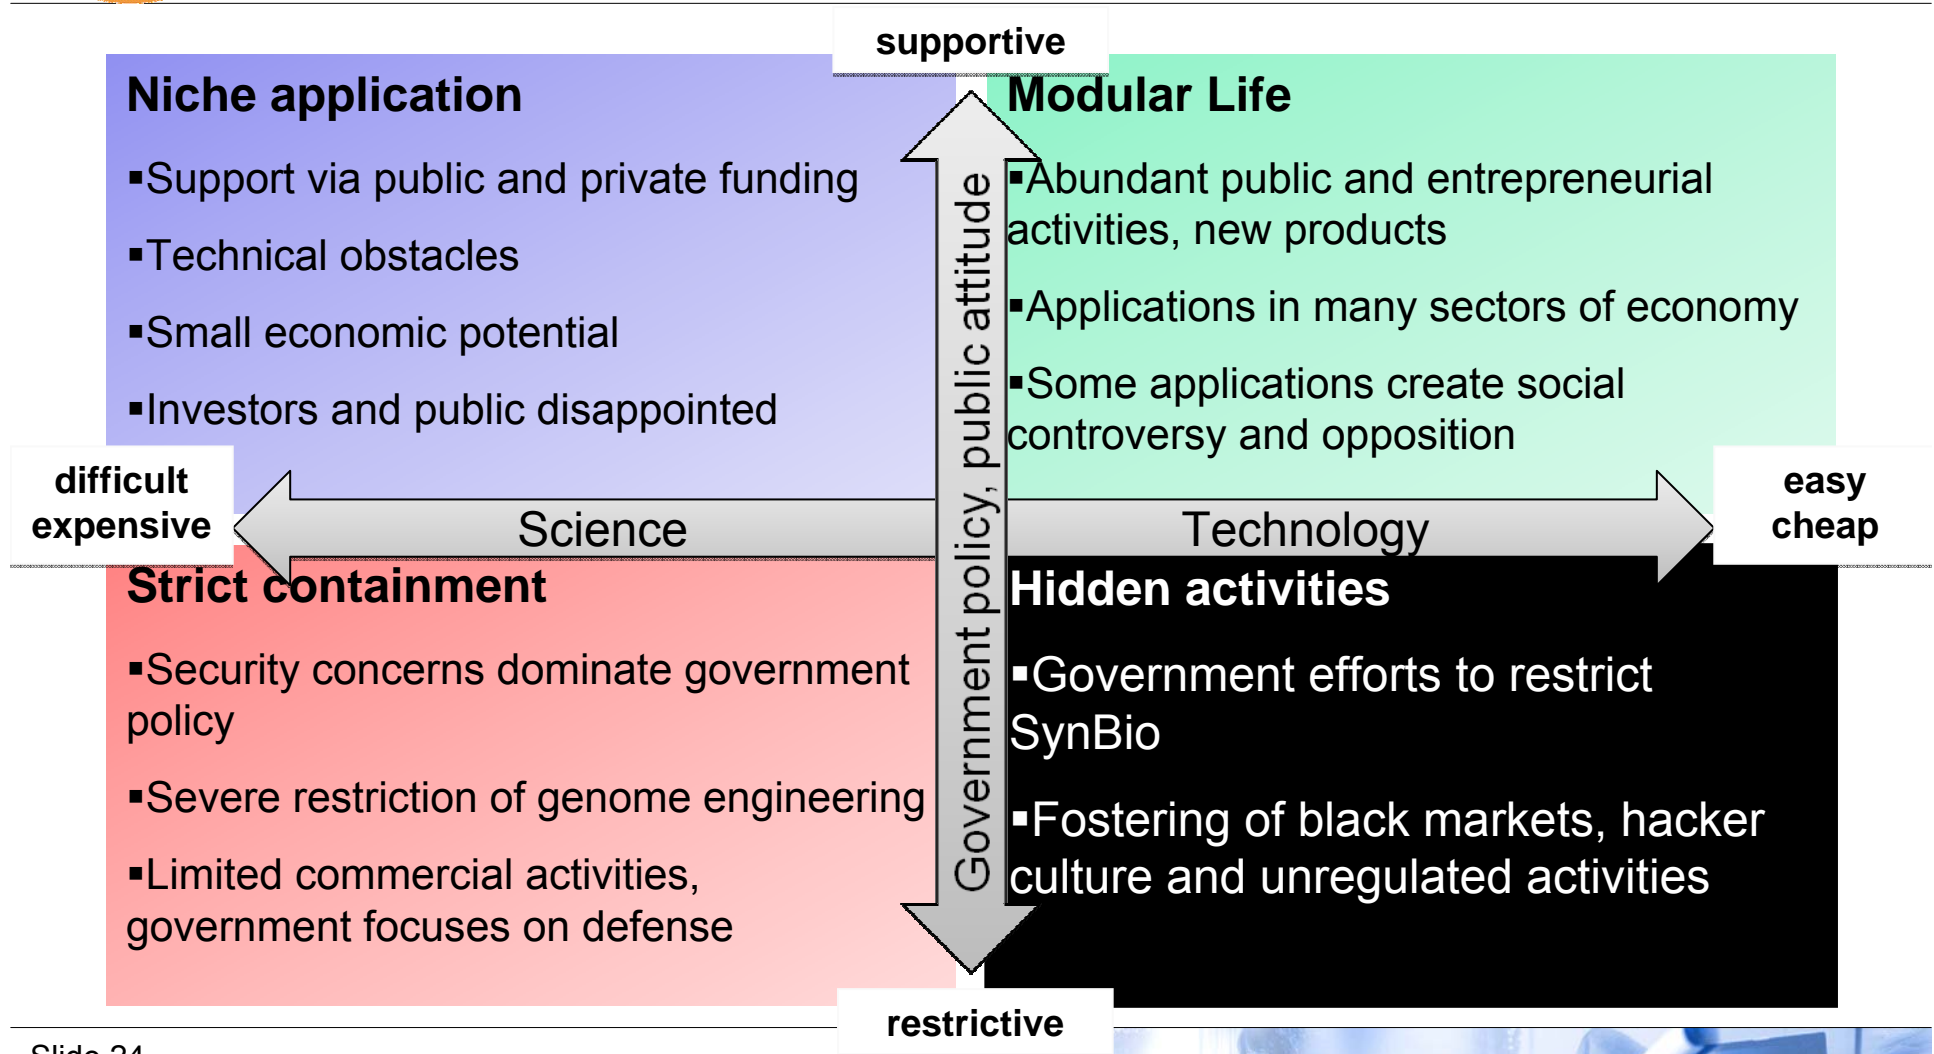 supportive
Niche application
▪Support via public and private funding
▪Technical obstacles
▪Small economic potential
▪Investors and public disappointed
Modular Life
▪Abundant public and entrepreneurial
activities, new products
▪Applications in many sectors of economy
▪Some applications create social
controversy and opposition
Government policy, public attitude
difficult
expensive
Science
Technology
easy
cheap
Strict containment
▪Security concerns dominate government
policy
▪Severe restriction of genome engineering
▪Limited commercial activities,
government focuses on defense
Hidden activities
▪Government efforts to restrict
SynBio
▪Fostering of black markets, hacker
culture and unregulated activities
restrictive
Slide 24